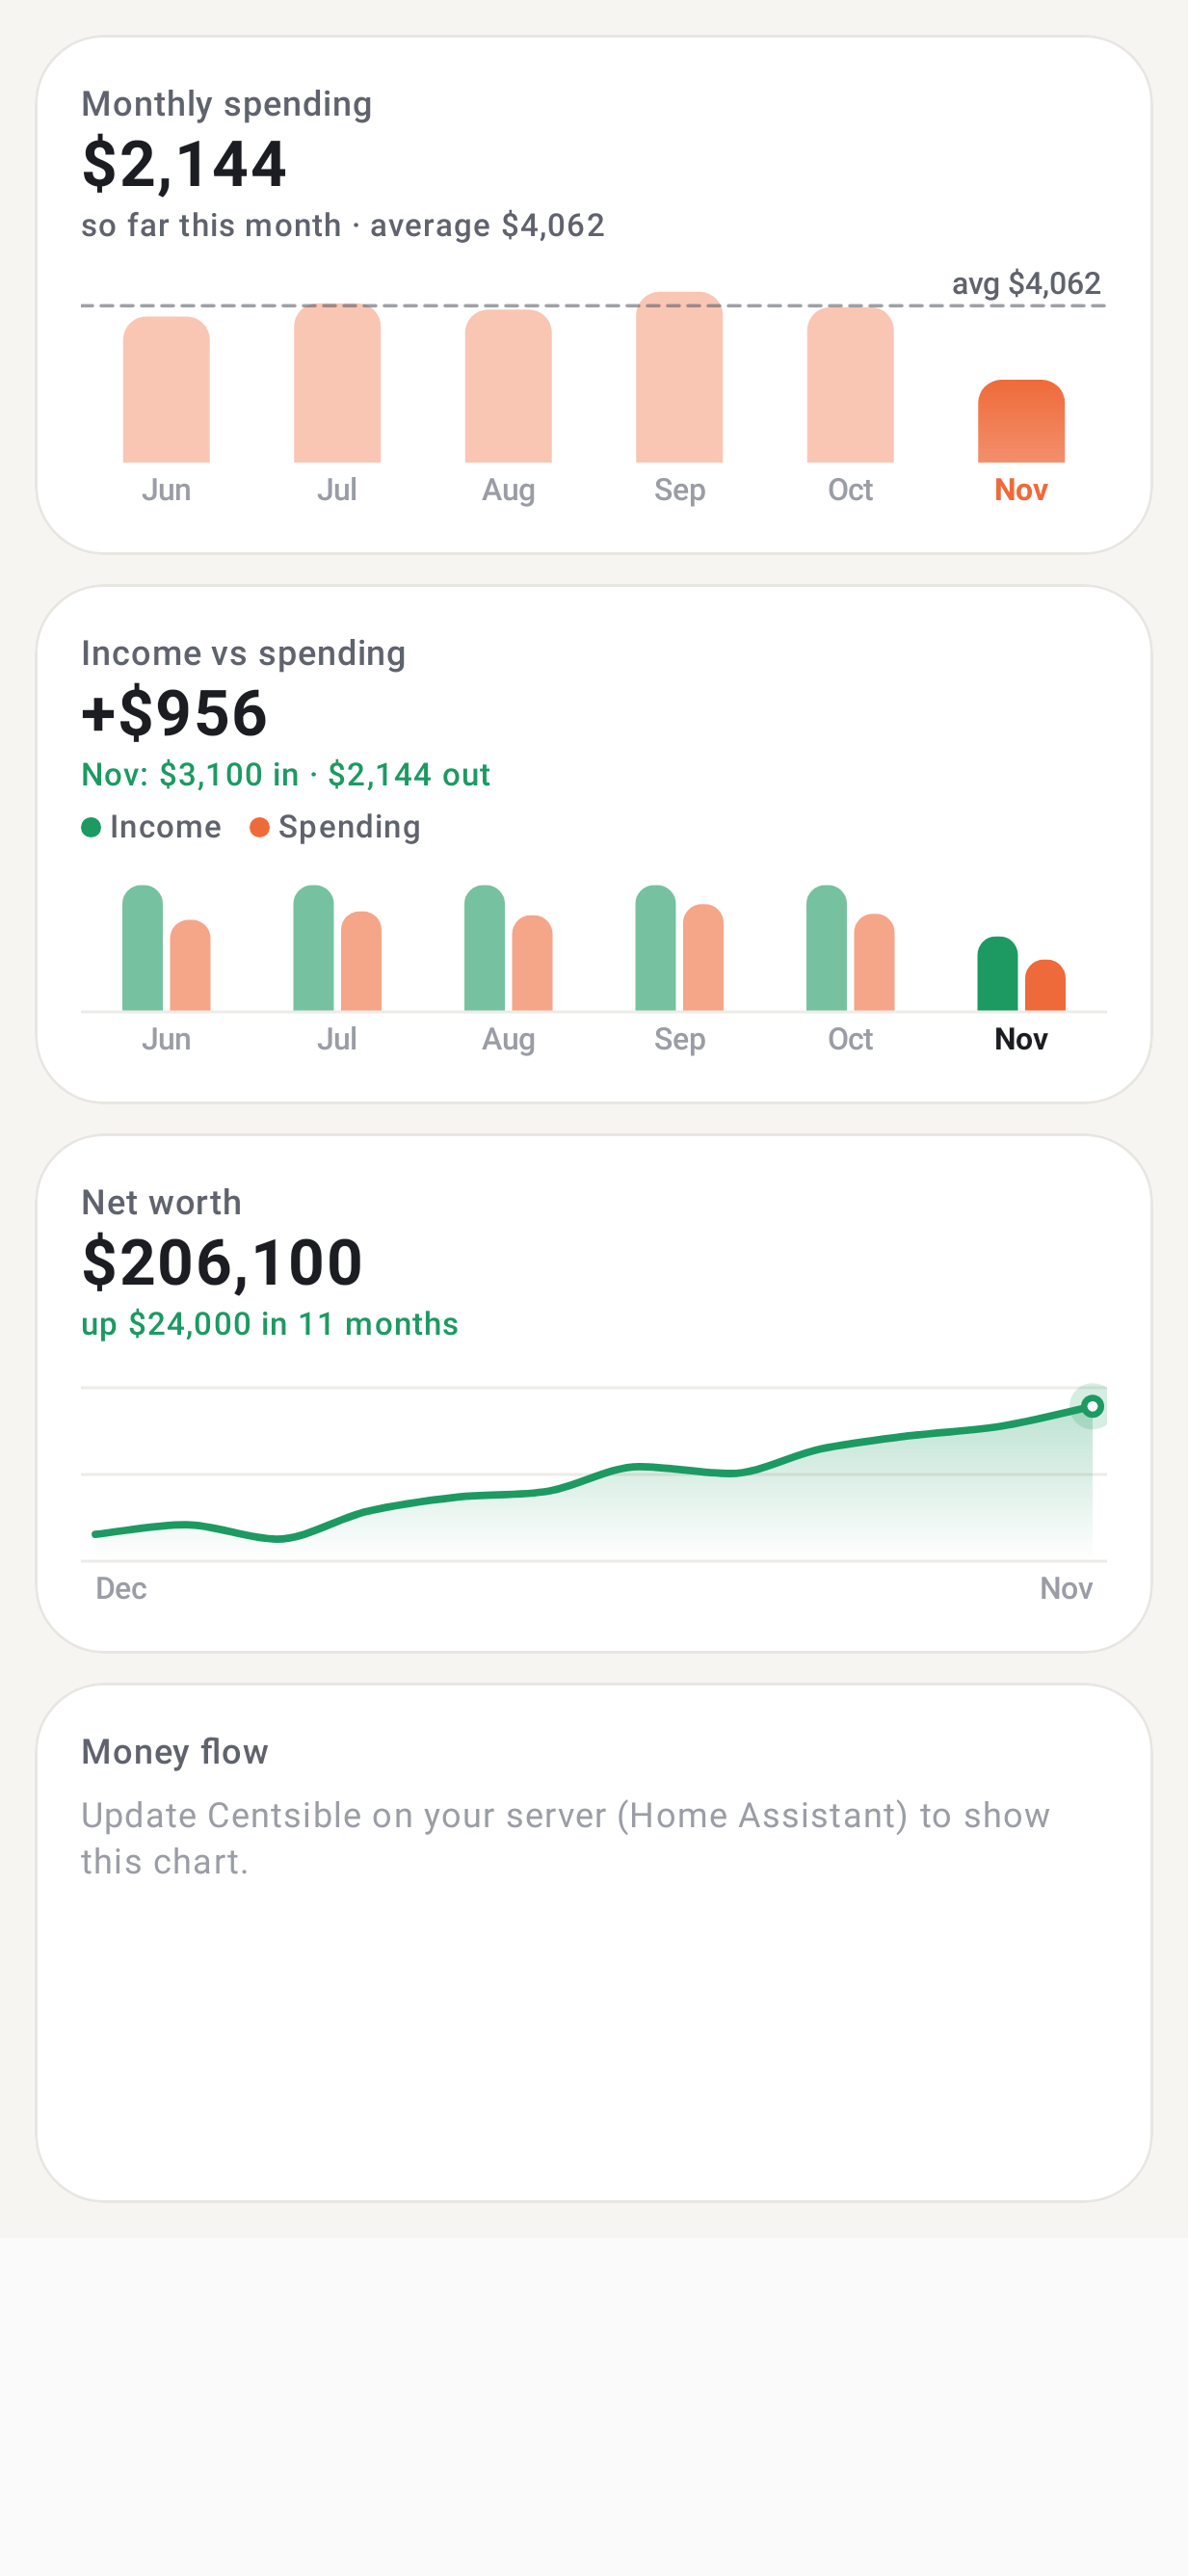 Monthly spending
$2,144
so far this month · average $4,062
avg $4,062
Jun Jul Aug Sep Oct Nov
Income vs spending
+$956
Nov: $3,100 in · $2,144 out
Income Spending
Jun Jul Aug Sep Oct Nov
Net worth
$206,100
up $24,000 in 11 months
Dec Nov
Money flow
Update Centsible on your server (Home Assistant) to show
this chart.